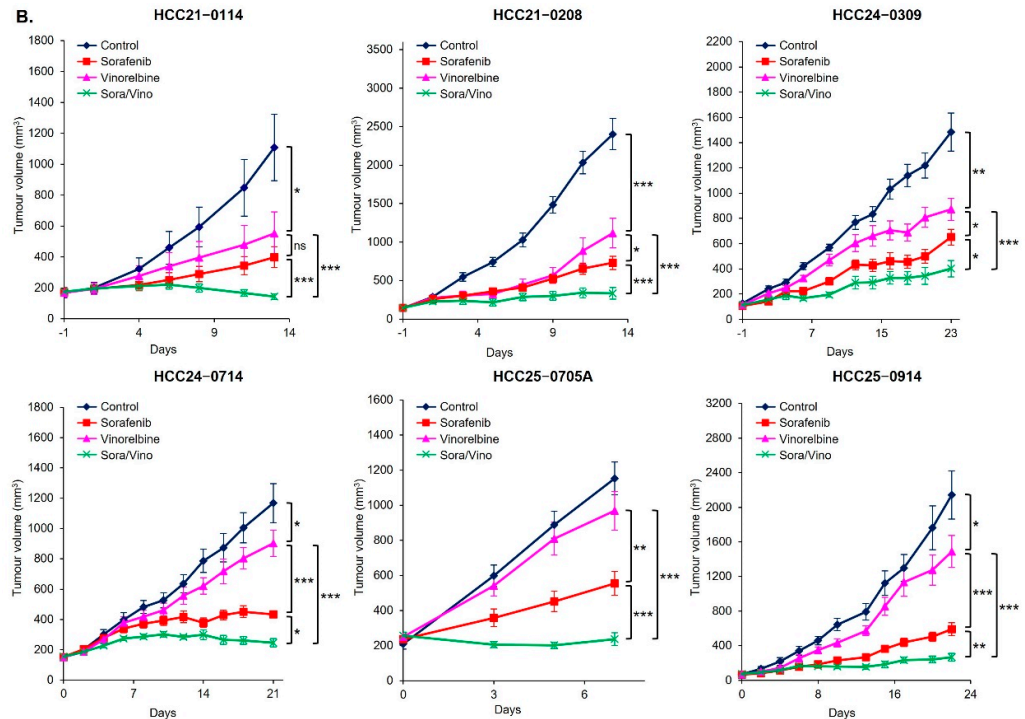 B.
HCC21-0114
Tumour volume (mm³)
1800
1600
1400
1200
1000
800
600
400
200
0
Control
Sorafenib
Vinorelbine
Sora/Vino
*
ns
***
***
-1
4
9
14
Days
HCC21-0208
Tumour volume (mm³)
3500
3000
2500
2000
1500
1000
500
0
Control
Sorafenib
Vinorelbine
Sora/Vino
***
*
***
***
-1
4
9
14
Days
HCC24-0309
Tumour volume (mm³)
2200
2000
1800
1600
1400
1200
1000
800
600
400
200
0
Control
Sorafenib
Vinorelbine
Sora/Vino
**
*
*
***
-1
7
15
23
Days
HCC24-0714
Tumour volume (mm³)
1800
1600
1400
1200
1000
800
600
400
200
0
Control
Sorafenib
Vinorelbine
Sora/Vino
*
***
*
***
0
7
14
21
Days
HCC25-0705A
Tumour volume (mm³)
1600
1400
1200
1000
800
600
400
200
0
Control
Sorafenib
Vinorelbine
Sora/Vino
**
***
***
0
3
6
Days
HCC25-0914
Tumour volume (mm³)
3200
2800
2400
2000
1600
1200
800
400
0
Control
Sorafenib
Vinorelbine
Sora/Vino
*
***
**
***
0
8
16
24
Days